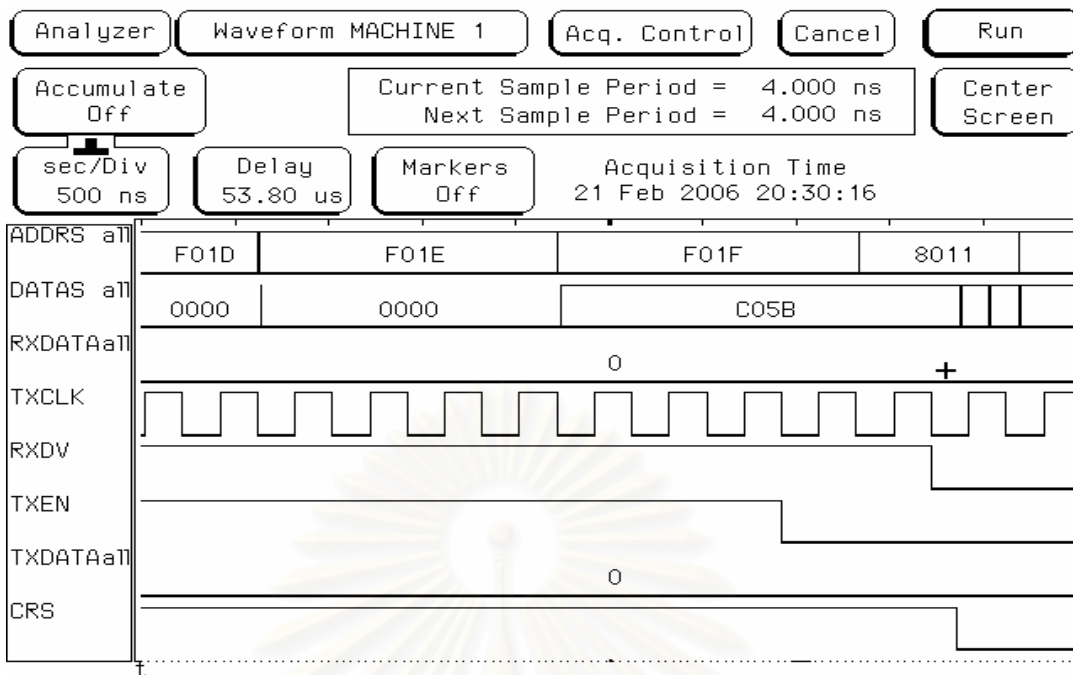 Analyzer Waveform MACHINE 1 Acq. Control Cancel Run
Accumulate
Off
Current Sample Period = 4.000 ns
Next Sample Period = 4.000 ns
Center
Screen
sec/Div
500 ns
Delay
53.80 us
Markers
Off
Acquisition Time
21 Feb 2006 20:30:16
ADDRS all F01D F01E F01F 8011
DATAS all 0000 0000 C05B
RXDATAall 0
TXCLK
RXDV
TXEN
TXDATAall 0
CRS